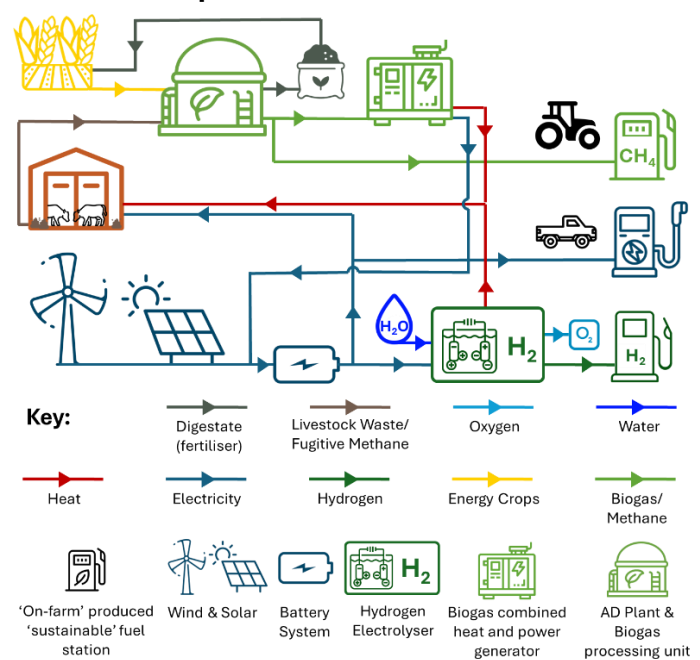 CH4
H2O
H2
O2
H2
Key:
Digestate
(fertiliser)
Livestock Waste/
Fugitive Methane
Oxygen
Water
Heat
Electricity
Hydrogen
Energy Crops
Biogas/
Methane
H2
'On-farm' produced
'sustainable' fuel
station
Wind & Solar
Battery
System
Hydrogen
Electrolyser
Biogas combined
heat and power
generator
AD Plant &
Biogas
processing unit